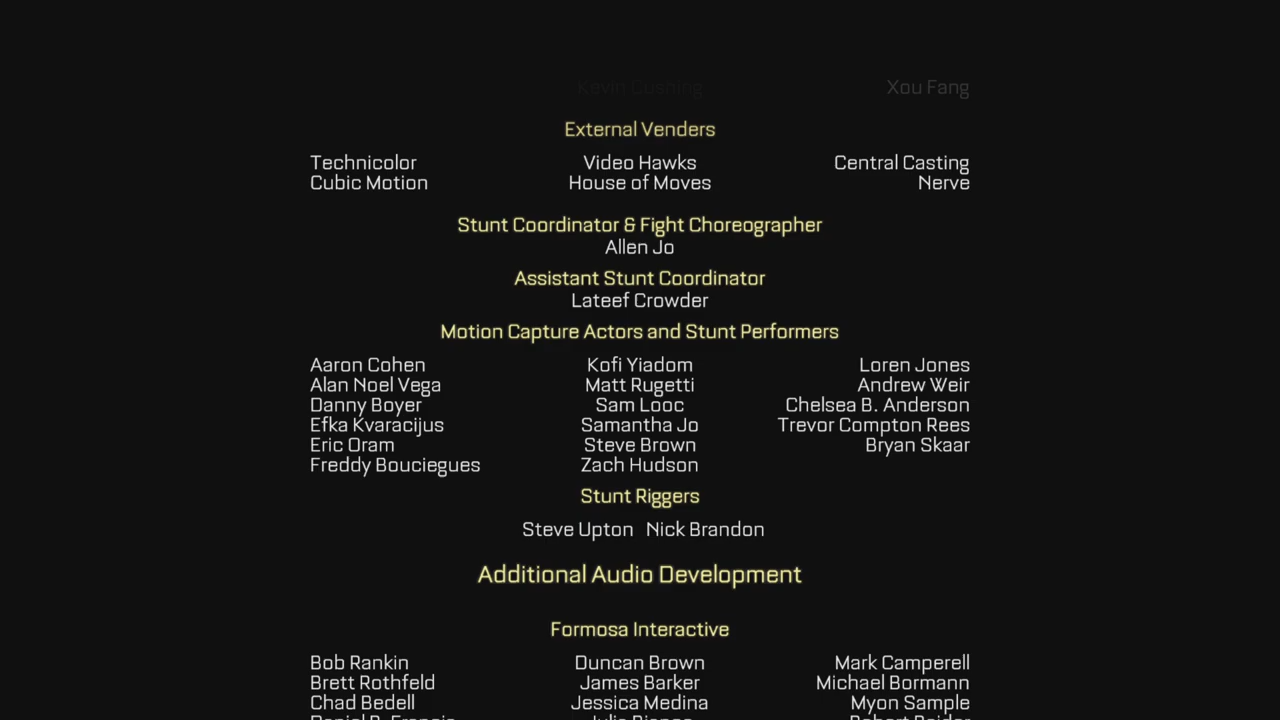 Kevin Cushing Xou Fang
External Venders
Technicolor Video Hawks Central Casting
Cubic Motion House of Moves Nerve
Stunt Coordinator & Fight Choreographer
Allen Jo
Assistant Stunt Coordinator
Lateef Crowder
Motion Capture Actors and Stunt Performers
Aaron Cohen Kofi Yiadom Loren Jones
Alan Noel Vega Matt Rugetti Andrew Weir
Danny Boyer Sam Looc Chelsea B. Anderson
Efka Kvaracijus Samantha Jo Trevor Compton Rees
Eric Oram Steve Brown Bryan Skaar
Freddy Bouciegues Zach Hudson
Stunt Riggers
Steve Upton Nick Brandon
Additional Audio Development
Formosa Interactive
Bob Rankin Duncan Brown Mark Camperell
Brett Rothfeld James Barker Michael Bormann
Chad Bedell Jessica Medina Myon Sample